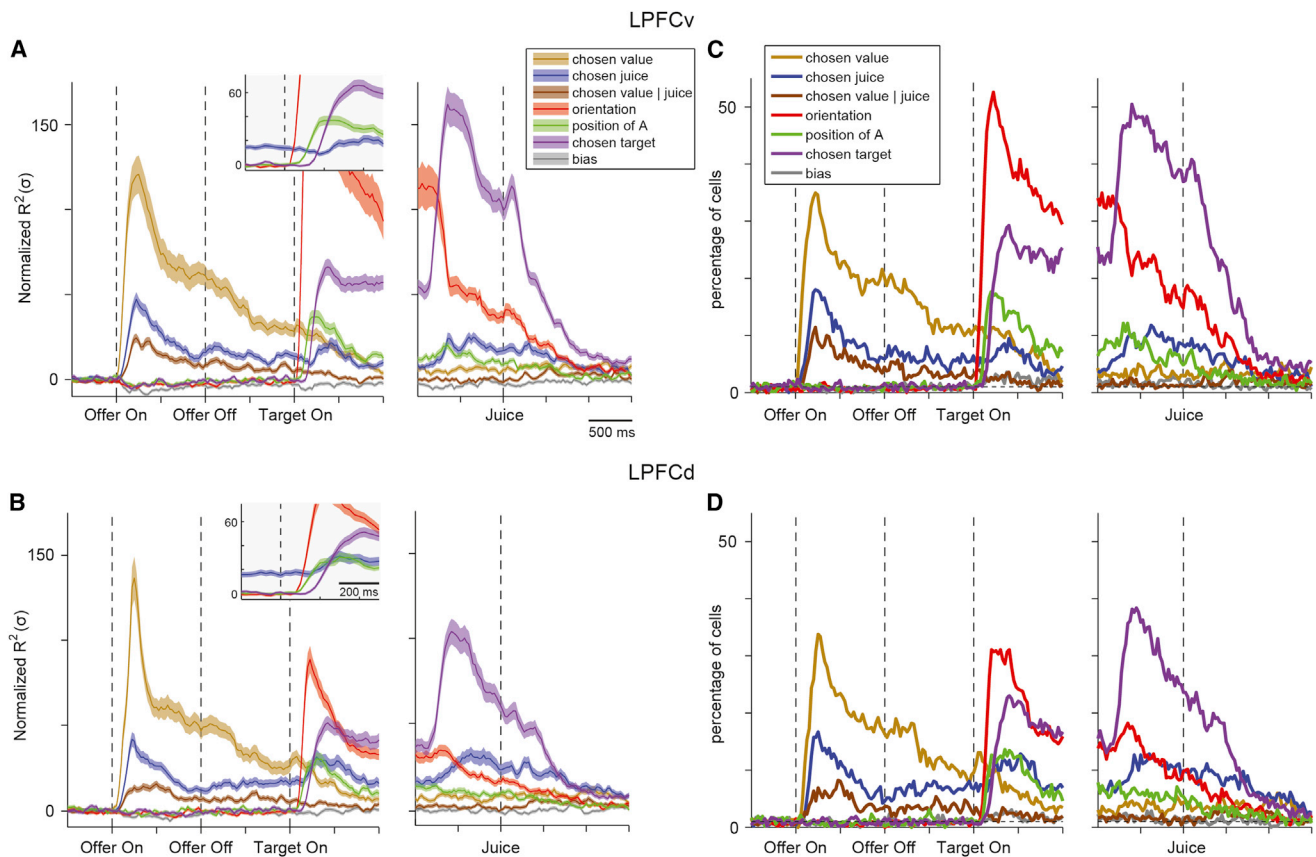 LPFCv
A
C
chosen value
chosen juice
chosen value | juice
orientation
position of A
chosen target
bias
chosen value
chosen juice
chosen value | juice
orientation
position of A
chosen target
bias
60
0
150
0
Normalized R² (σ)
Offer On
Offer Off
Target On
Juice
500 ms
50
0
percentage of cells
Offer On
Offer Off
Target On
Juice
LPFCd
B
D
60
0
200 ms
150
0
Normalized R² (σ)
Offer On
Offer Off
Target On
Juice
50
0
percentage of cells
Offer On
Offer Off
Target On
Juice